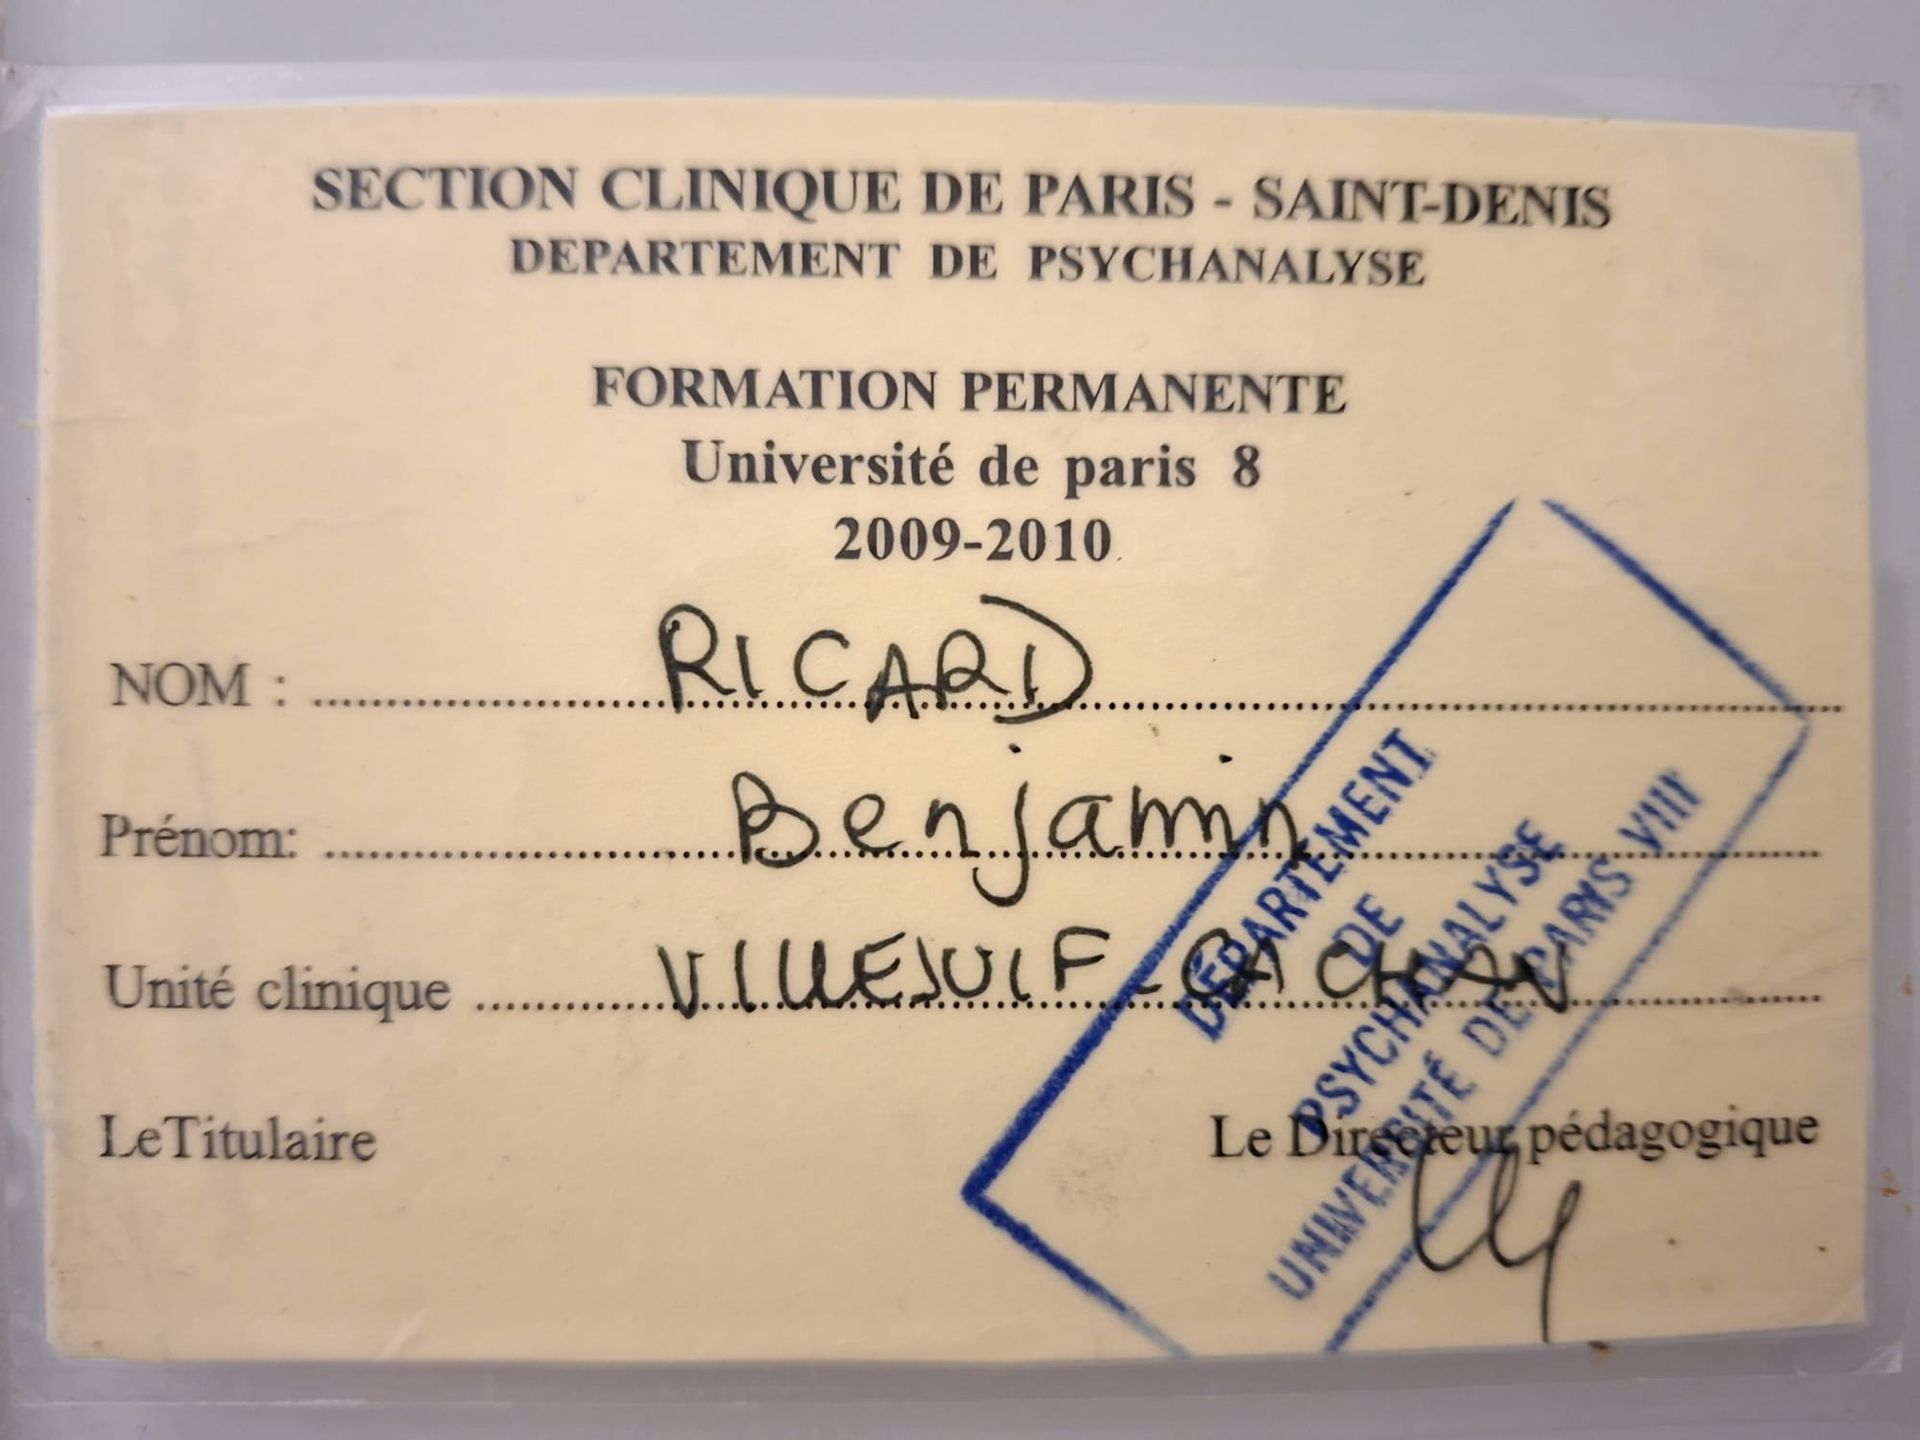 SECTION CLINIQUE DE PARIS - SAINT-DENIS
DEPARTEMENT DE PSYCHANALYSE
FORMATION PERMANENTE
Université de paris 8
2009-2010
NOM : RICARD
Prénom: Benjamin
Unité clinique VILLEJUIF-CACHAN
LeTitulaire
Le Directeur pédagogique
DÉPARTEMENT
DE
PSYCHANALYSE
UNIVERSITÉ DE PARIS VIII